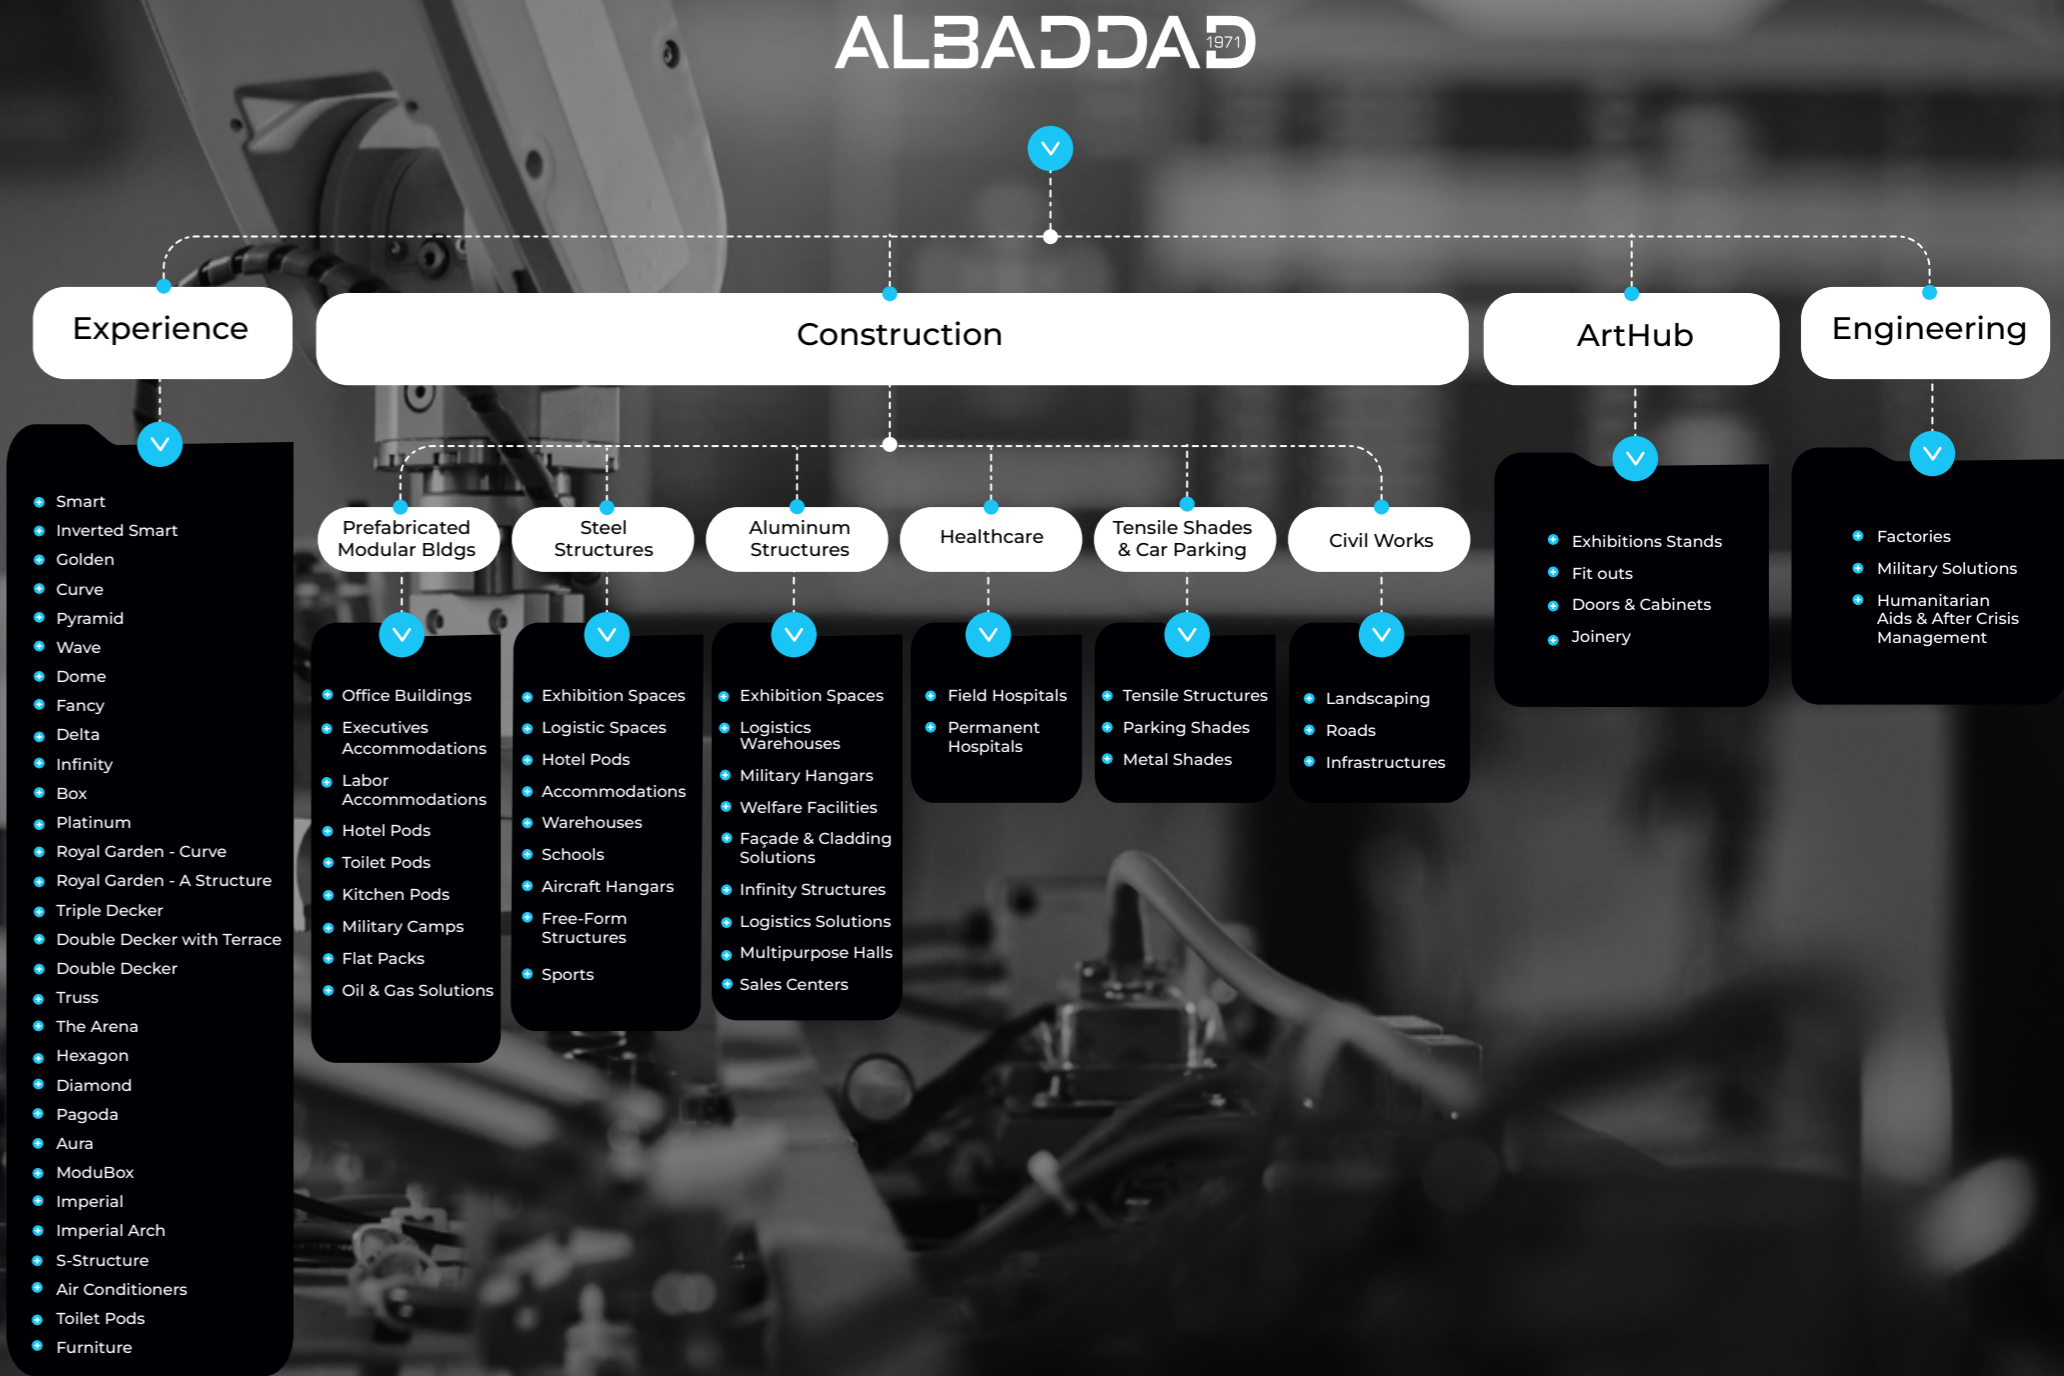 ALBADDAD
1971
Experience
Construction
ArtHub
Engineering
Smart
Inverted Smart
Golden
Curve
Pyramid
Wave
Dome
Fancy
Delta
Infinity
Box
Platinum
Royal Garden - Curve
Royal Garden - A Structure
Triple Decker
Double Decker with Terrace
Double Decker
Truss
The Arena
Hexagon
Diamond
Pagoda
Aura
ModuBox
Imperial
Imperial Arch
S-Structure
Air Conditioners
Toilet Pods
Furniture
Prefabricated
Modular Bldgs
Office Buildings
Executives
Accommodations
Labor
Accommodations
Hotel Pods
Toilet Pods
Kitchen Pods
Military Camps
Flat Packs
Oil & Gas Solutions
Steel
Structures
Exhibition Spaces
Logistic Spaces
Hotel Pods
Accommodations
Warehouses
Schools
Aircraft Hangars
Free-Form
Structures
Sports
Aluminum
Structures
Exhibition Spaces
Logistics
Warehouses
Military Hangars
Welfare Facilities
Façade & Cladding
Solutions
Infinity Structures
Logistics Solutions
Multipurpose Halls
Sales Centers
Healthcare
Field Hospitals
Permanent
Hospitals
Tensile Shades
& Car Parking
Tensile Structures
Parking Shades
Metal Shades
Civil Works
Landscaping
Roads
Infrastructures
Exhibitions Stands
Fit outs
Doors & Cabinets
Joinery
Factories
Military Solutions
Humanitarian
Aids & After Crisis
Management